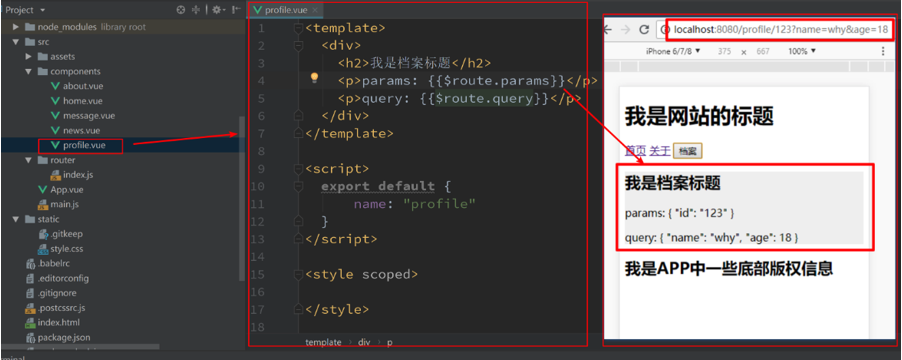 Project
node_modules library root
src
assets
components
about.vue
home.vue
message.vue
news.vue
profile.vue
router
index.js
App.vue
main.js
static
.gitkeep
style.css
.babelrc
.editorconfig
.gitignore
.postcssrc.js
index.html
package.json
profile.vue
1 <template>
2 <div>
3 <h2>我是档案标题</h2>
4 <p>params: {{$route.params}}</p>
5 <p>query: {{$route.query}}</p>
6 </div>
7 </template>
8
9 <script>
10 export default {
11 name: "profile"
12 }
13 </script>
14
15 <style scoped>
16
17 </style>
18
template › div › p
localhost:8080/profile/123?name=why&age=18
iPhone 6/7/8 ▼ 375 × 667 100% ▼
我是网站的标题
首页 关于 档案
我是档案标题
params: { "id": "123" }
query: { "name": "why", "age": 18 }
我是APP中一些底部版权信息